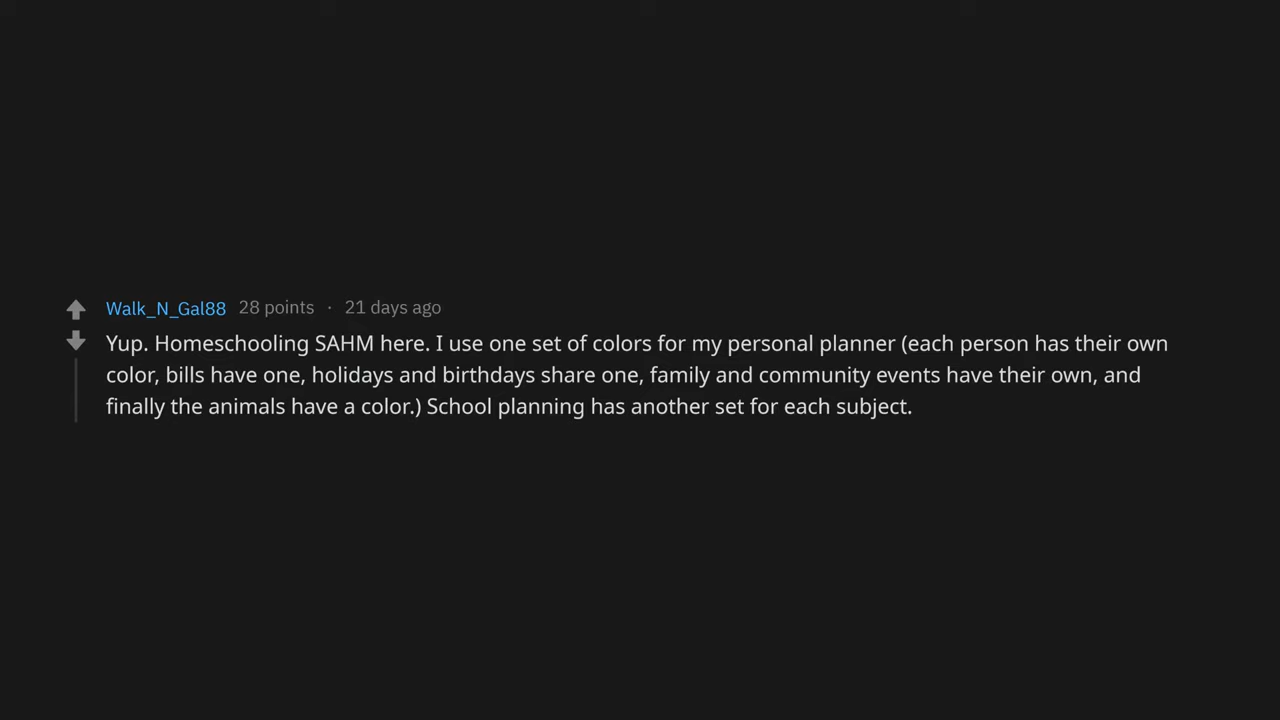 Walk_N_Gal88 28 points · 21 days ago
Yup. Homeschooling SAHM here. I use one set of colors for my personal planner (each person has their own
color, bills have one, holidays and birthdays share one, family and community events have their own, and
finally the animals have a color.) School planning has another set for each subject.